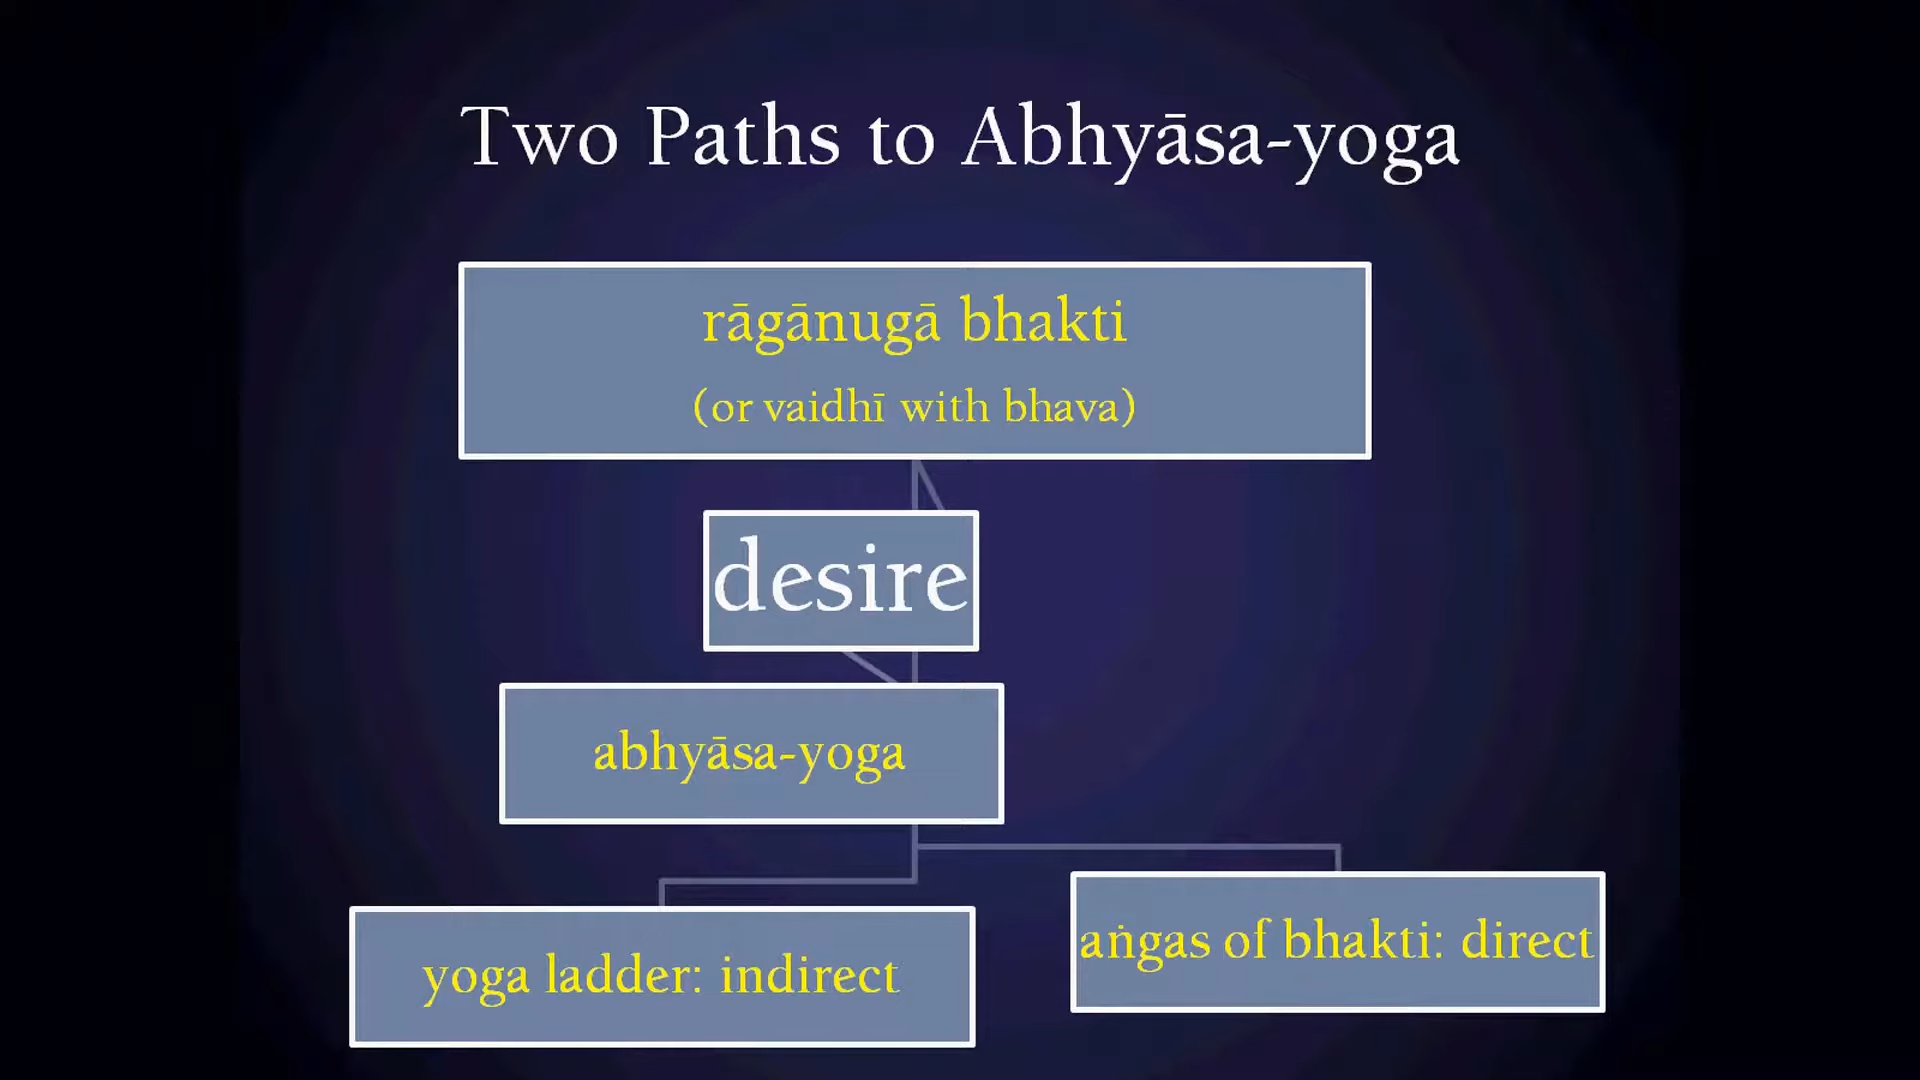 Two Paths to Abhyāsa-yoga
rāgānugā bhakti
(or vaidhī with bhava)
desire
abhyāsa-yoga
yoga ladder: indirect
aṅgas of bhakti: direct